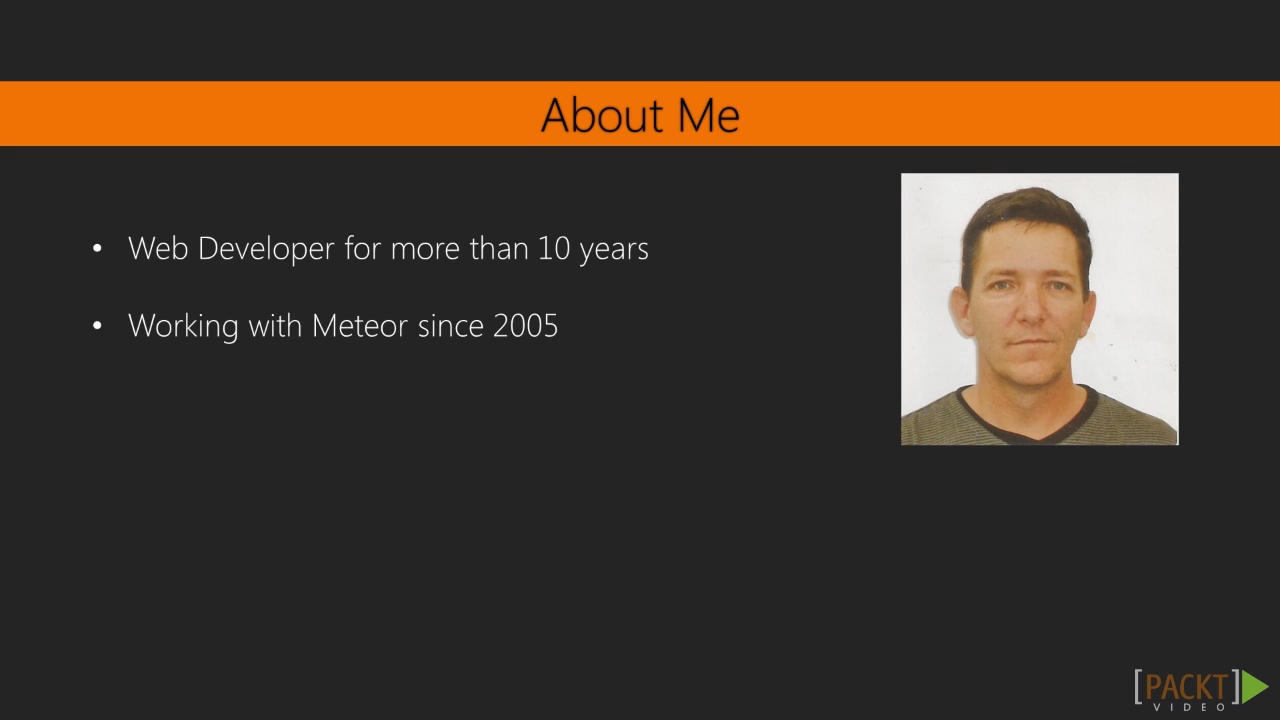 About Me
• Web Developer for more than 10 years
• Working with Meteor since 2005
[PACKT]
VIDEO